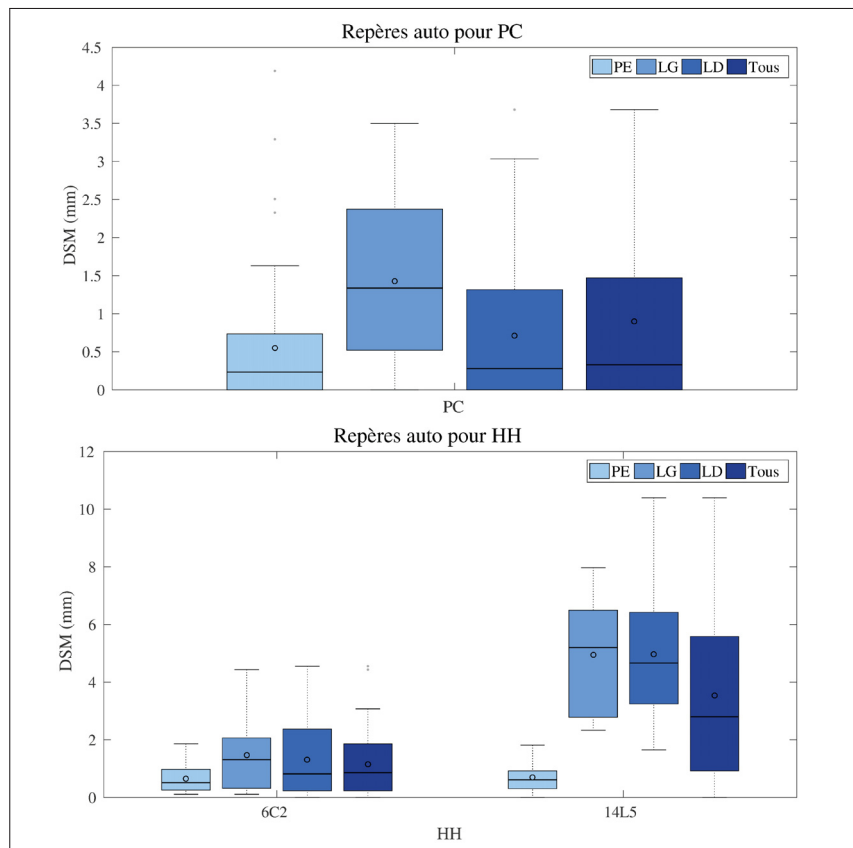 Repères auto pour PC
PE LG LD Tous
4.5
4
3.5
3
2.5
2
1.5
1
0.5
0
DSM (mm)
PC
Repères auto pour HH
PE LG LD Tous
12
10
8
6
4
2
0
DSM (mm)
6C2 14L5
HH